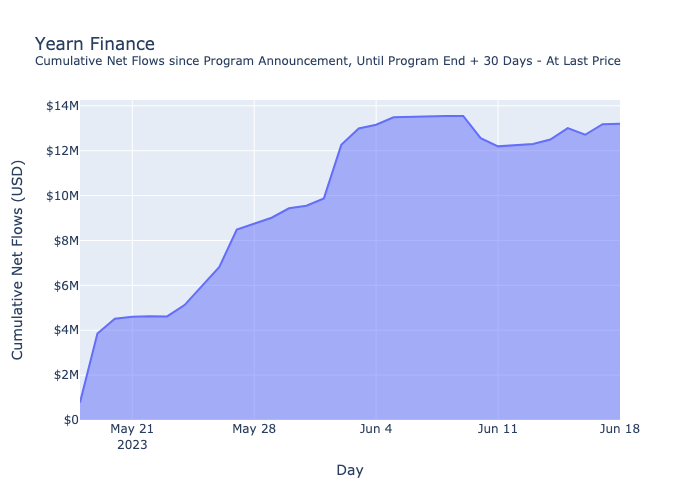 Yearn Finance
Cumulative Net Flows since Program Announcement, Until Program End + 30 Days - At Last Price
$14M
$12M
$10M
$8M
$6M
$4M
$2M
$0
Cumulative Net Flows (USD)
May 21
2023
May 28
Jun 4
Jun 11
Jun 18
Day